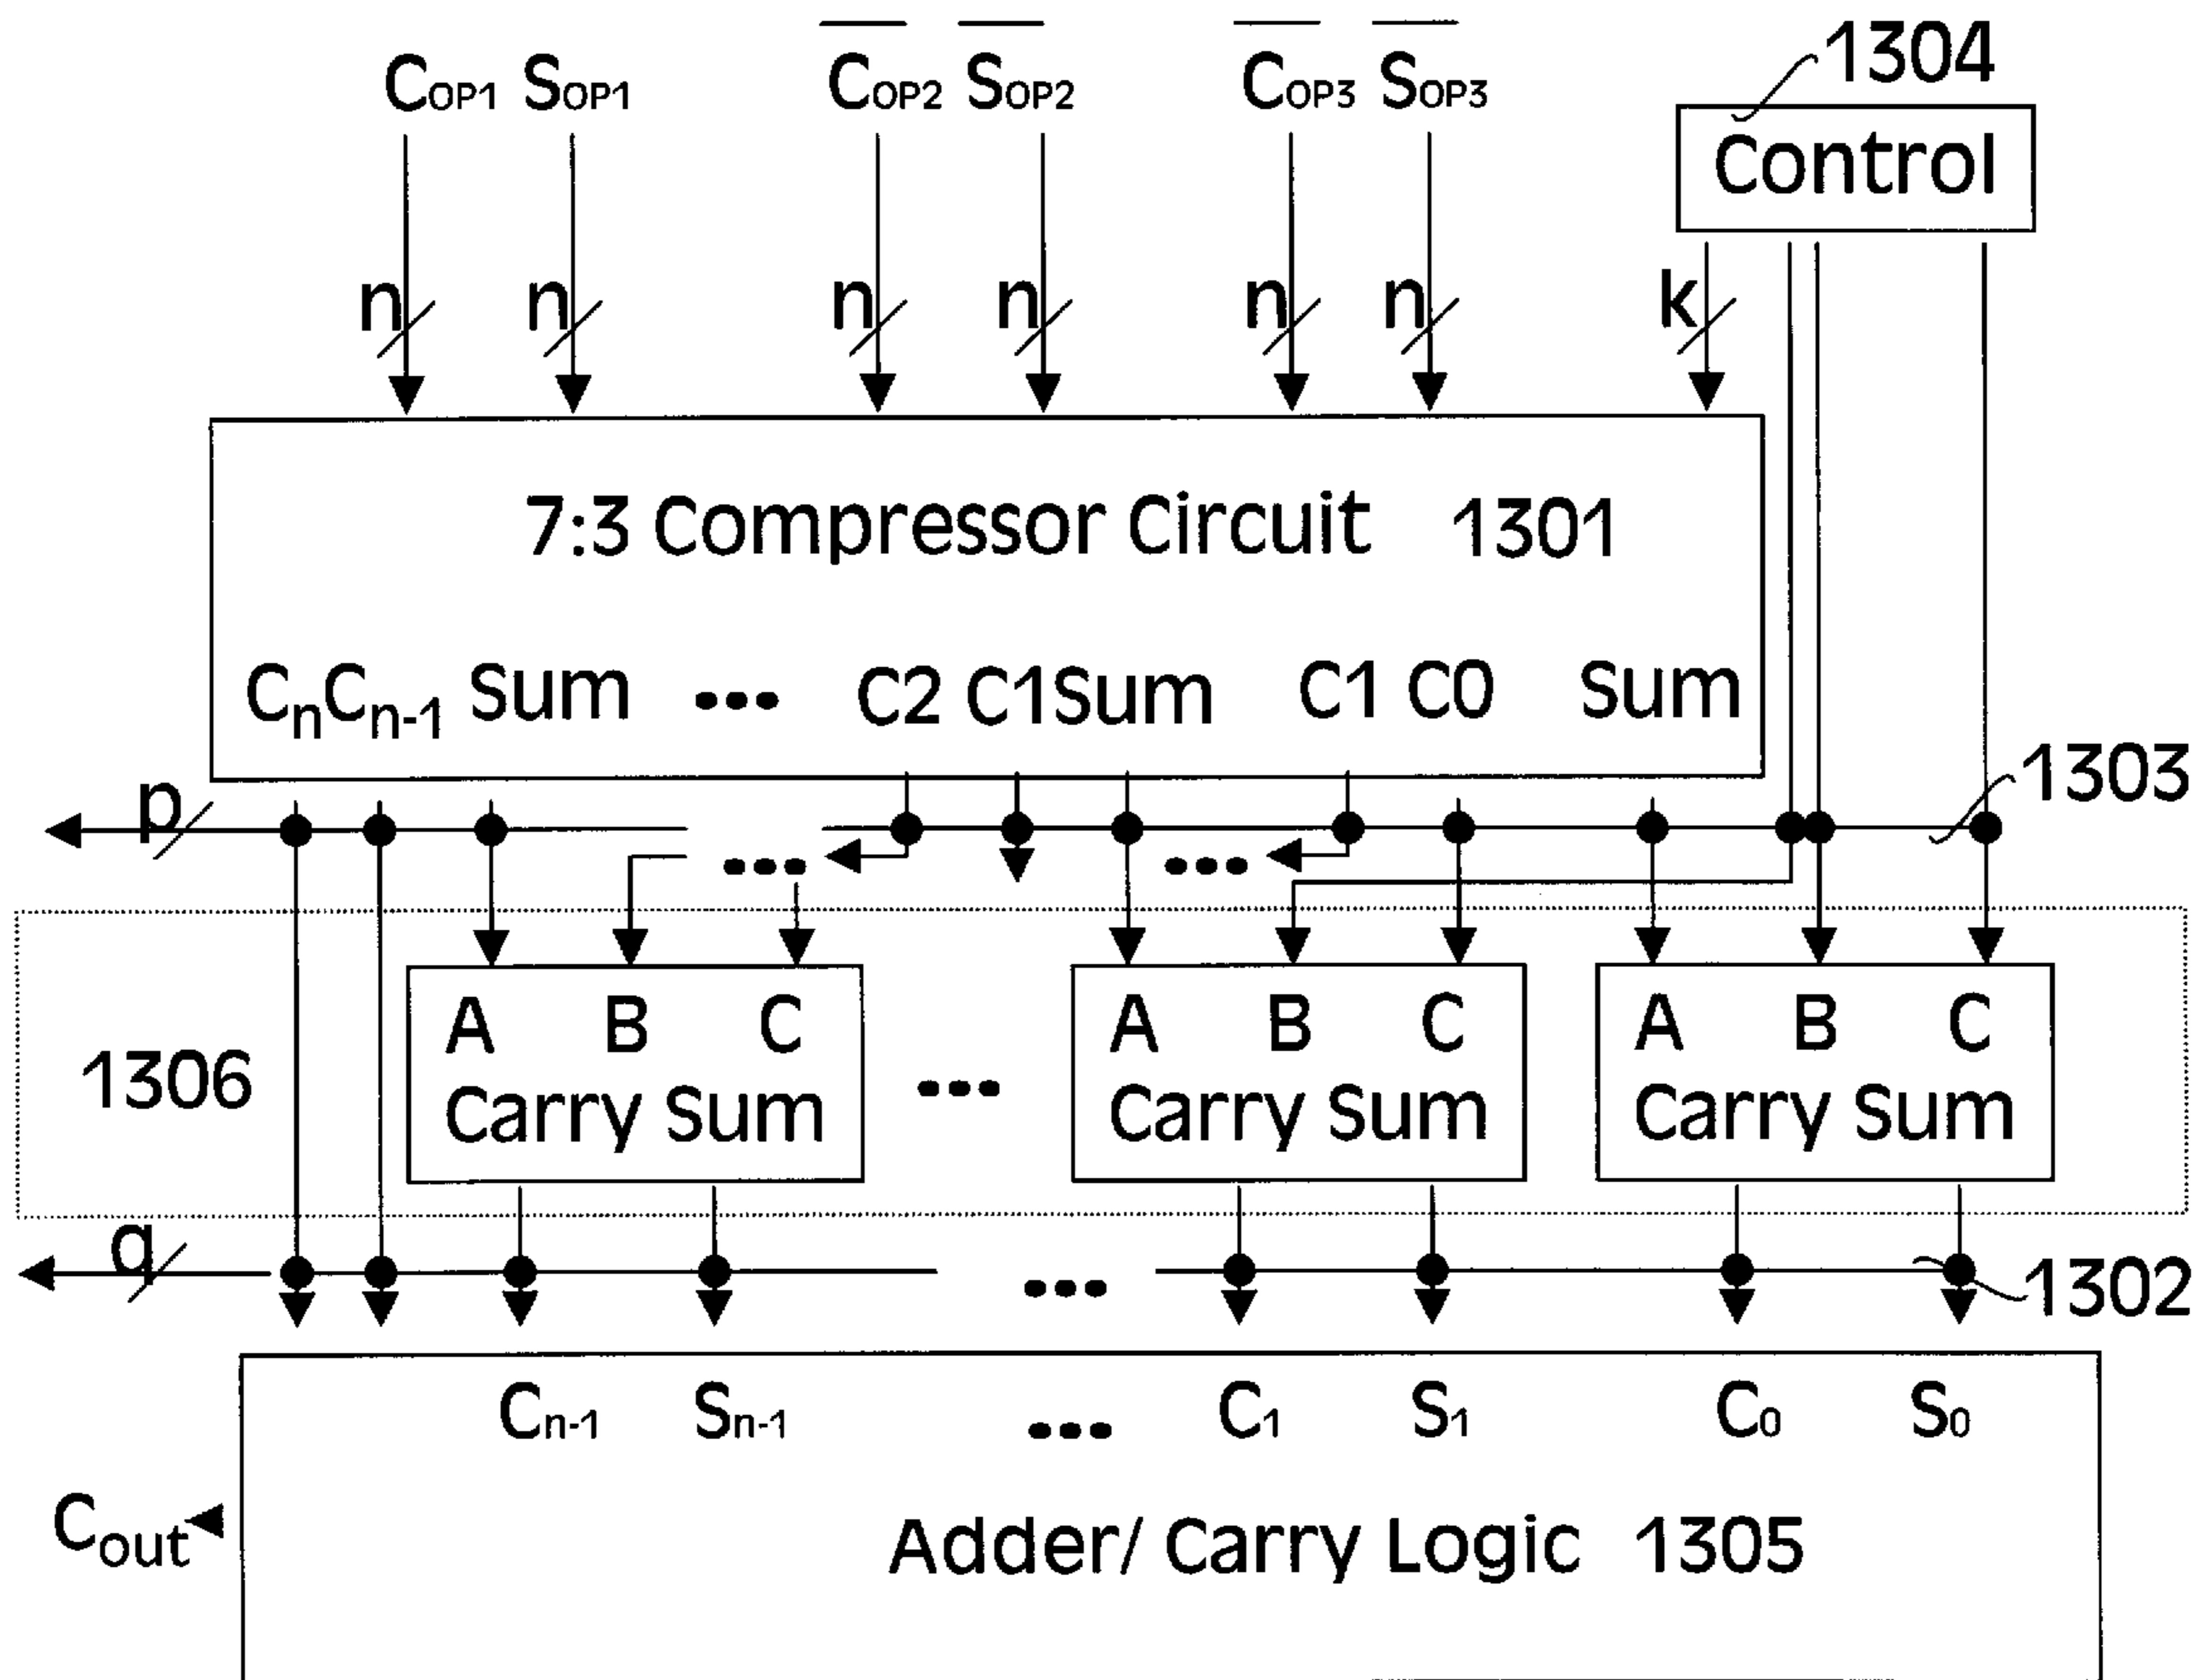 1304
COP1 SOP1 COP2 SOP2 COP3 SOP3
Control
n n n n n n k
7:3 Compressor Circuit 1301
CnCn-1 Sum ... C2 C1Sum C1 C0 Sum
1303
p
... ...
A B C A B C A B C
1306 ...
Carry Sum Carry Sum Carry Sum
q
... 1302
Cn-1 Sn-1 ... C1 S1 C0 S0
Cout
Adder/ Carry Logic 1305